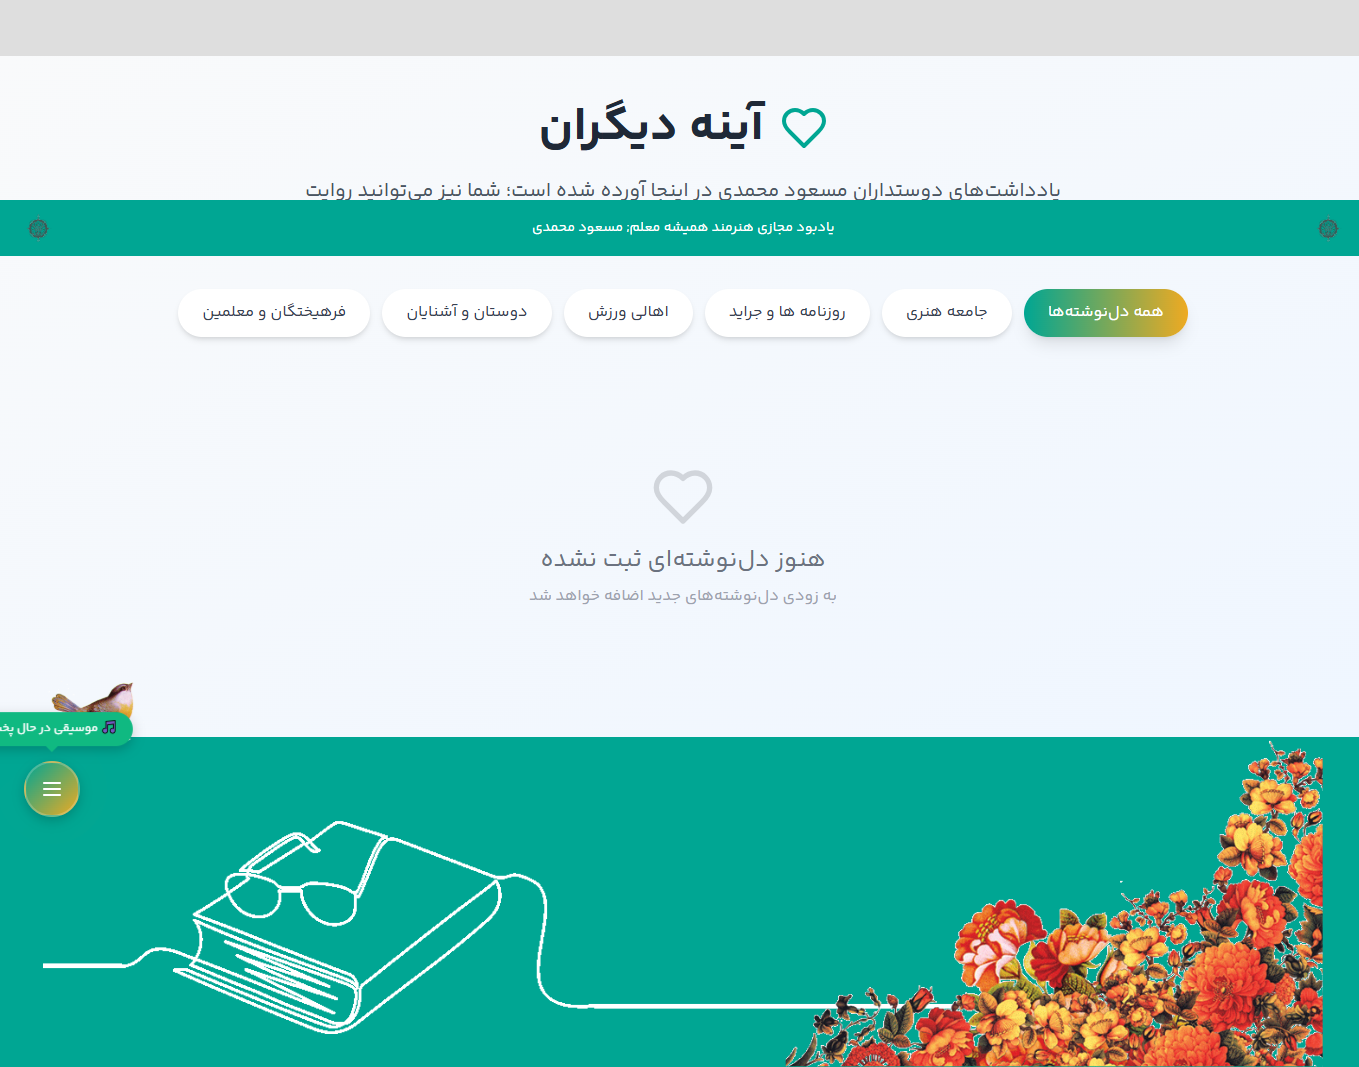 آینه دیگران
یادداشت‌های دوستداران مسعود محمدی در اینجا آورده شده است؛ شما نیز می‌توانید روایت
یادبود مجازی هنرمند همیشه معلم; مسعود محمدی
همه دل‌نوشته‌ها
جامعه هنری
روزنامه ها و جراید
اهالی ورزش
دوستان و آشنایان
فرهیختگان و معلمین
هنوز دل‌نوشته‌ای ثبت نشده
به زودی دل‌نوشته‌های جدید اضافه خواهد شد
موسیقی در حال